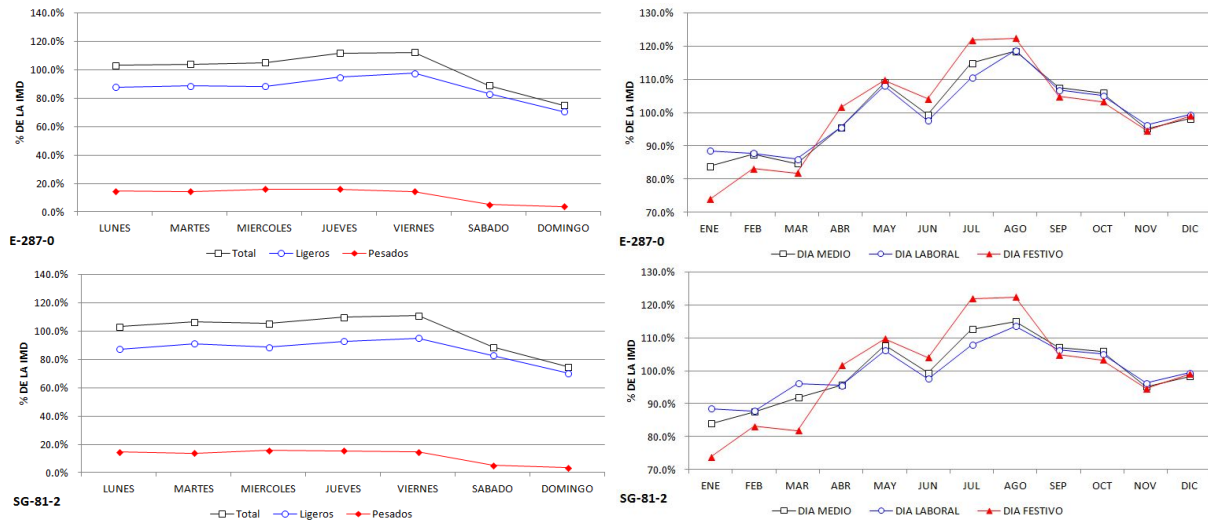 140.0%
120.0%
100.0%
80.0%
60.0%
40.0%
20.0%
0.0%
% DE LA IMD
LUNES MARTES MIERCOLES JUEVES VIERNES SABADO DOMINGO
E-287-0
Total Ligeros Pesados
130.0%
120.0%
110.0%
100.0%
90.0%
80.0%
70.0%
% DE LA IMD
ENE FEB MAR ABR MAY JUN JUL AGO SEP OCT NOV DIC
E-287-0
DIA MEDIO DIA LABORAL DIA FESTIVO
140.0%
120.0%
100.0%
80.0%
60.0%
40.0%
20.0%
0.0%
% DE LA IMD
LUNES MARTES MIERCOLES JUEVES VIERNES SABADO DOMINGO
SG-81-2
Total Ligeros Pesados
130.0%
120.0%
110.0%
100.0%
90.0%
80.0%
70.0%
% DE LA IMD
ENE FEB MAR ABR MAY JUN JUL AGO SEP OCT NOV DIC
SG-81-2
DIA MEDIO DIA LABORAL DIA FESTIVO